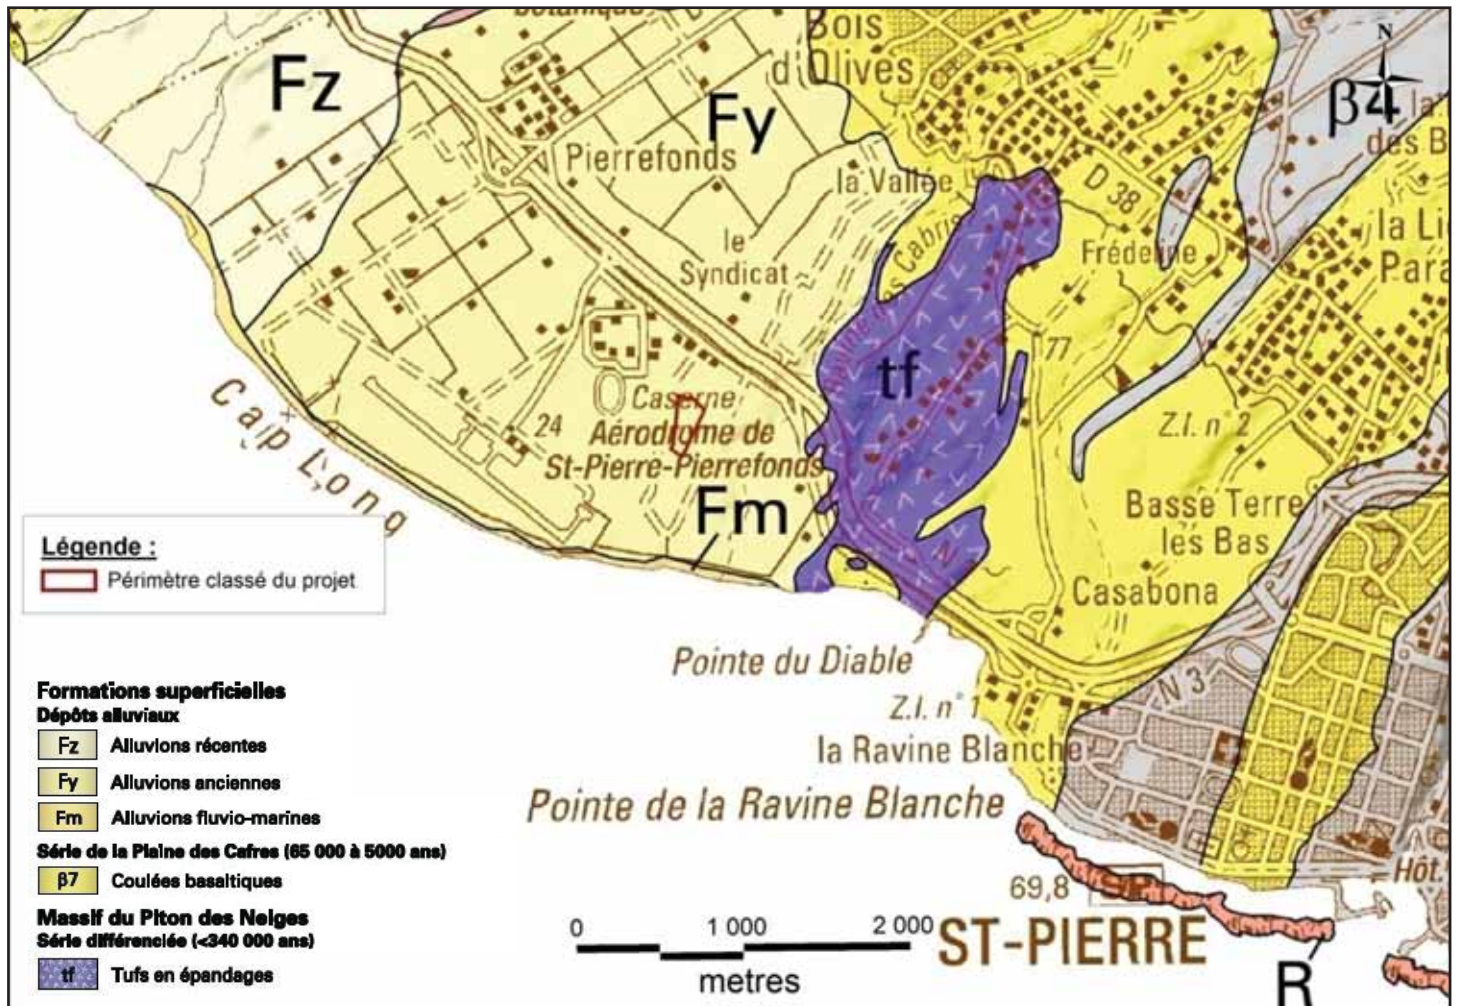 Botanique
Bois
d'Olives
N
Fz
Fy
β4
la
des B
Pierrefonds
la Vallée
D 38
le
Syndicat
Ravine des Cabris
Frédeline
la Li
Para
tf
77
Cap Long
24
Caserne
Aérodrome de
St-Pierre-Pierrefonds
Z.I. n° 2
Fm
Basse Terre
les Bas
N
Casabona
Légende :
Périmètre classé du projet
Pointe du Diable
N 3
Z.I. n° 1
la Ravine Blanche
Pointe de la Ravine Blanche
Formations superficielles
Dépôts alluviaux
Fz Alluvions récentes
Fy Alluvions anciennes
Fm Alluvions fluvio-marines
Série de la Plaine des Cafres (65 000 à 5000 ans)
β7 Coulées basaltiques
Massif du Piton des Neiges
Série différenciée (<340 000 ans)
tf Tufs en épandages
Hôt.
69,8
ST-PIERRE
0 1 000 2 000
metres
R